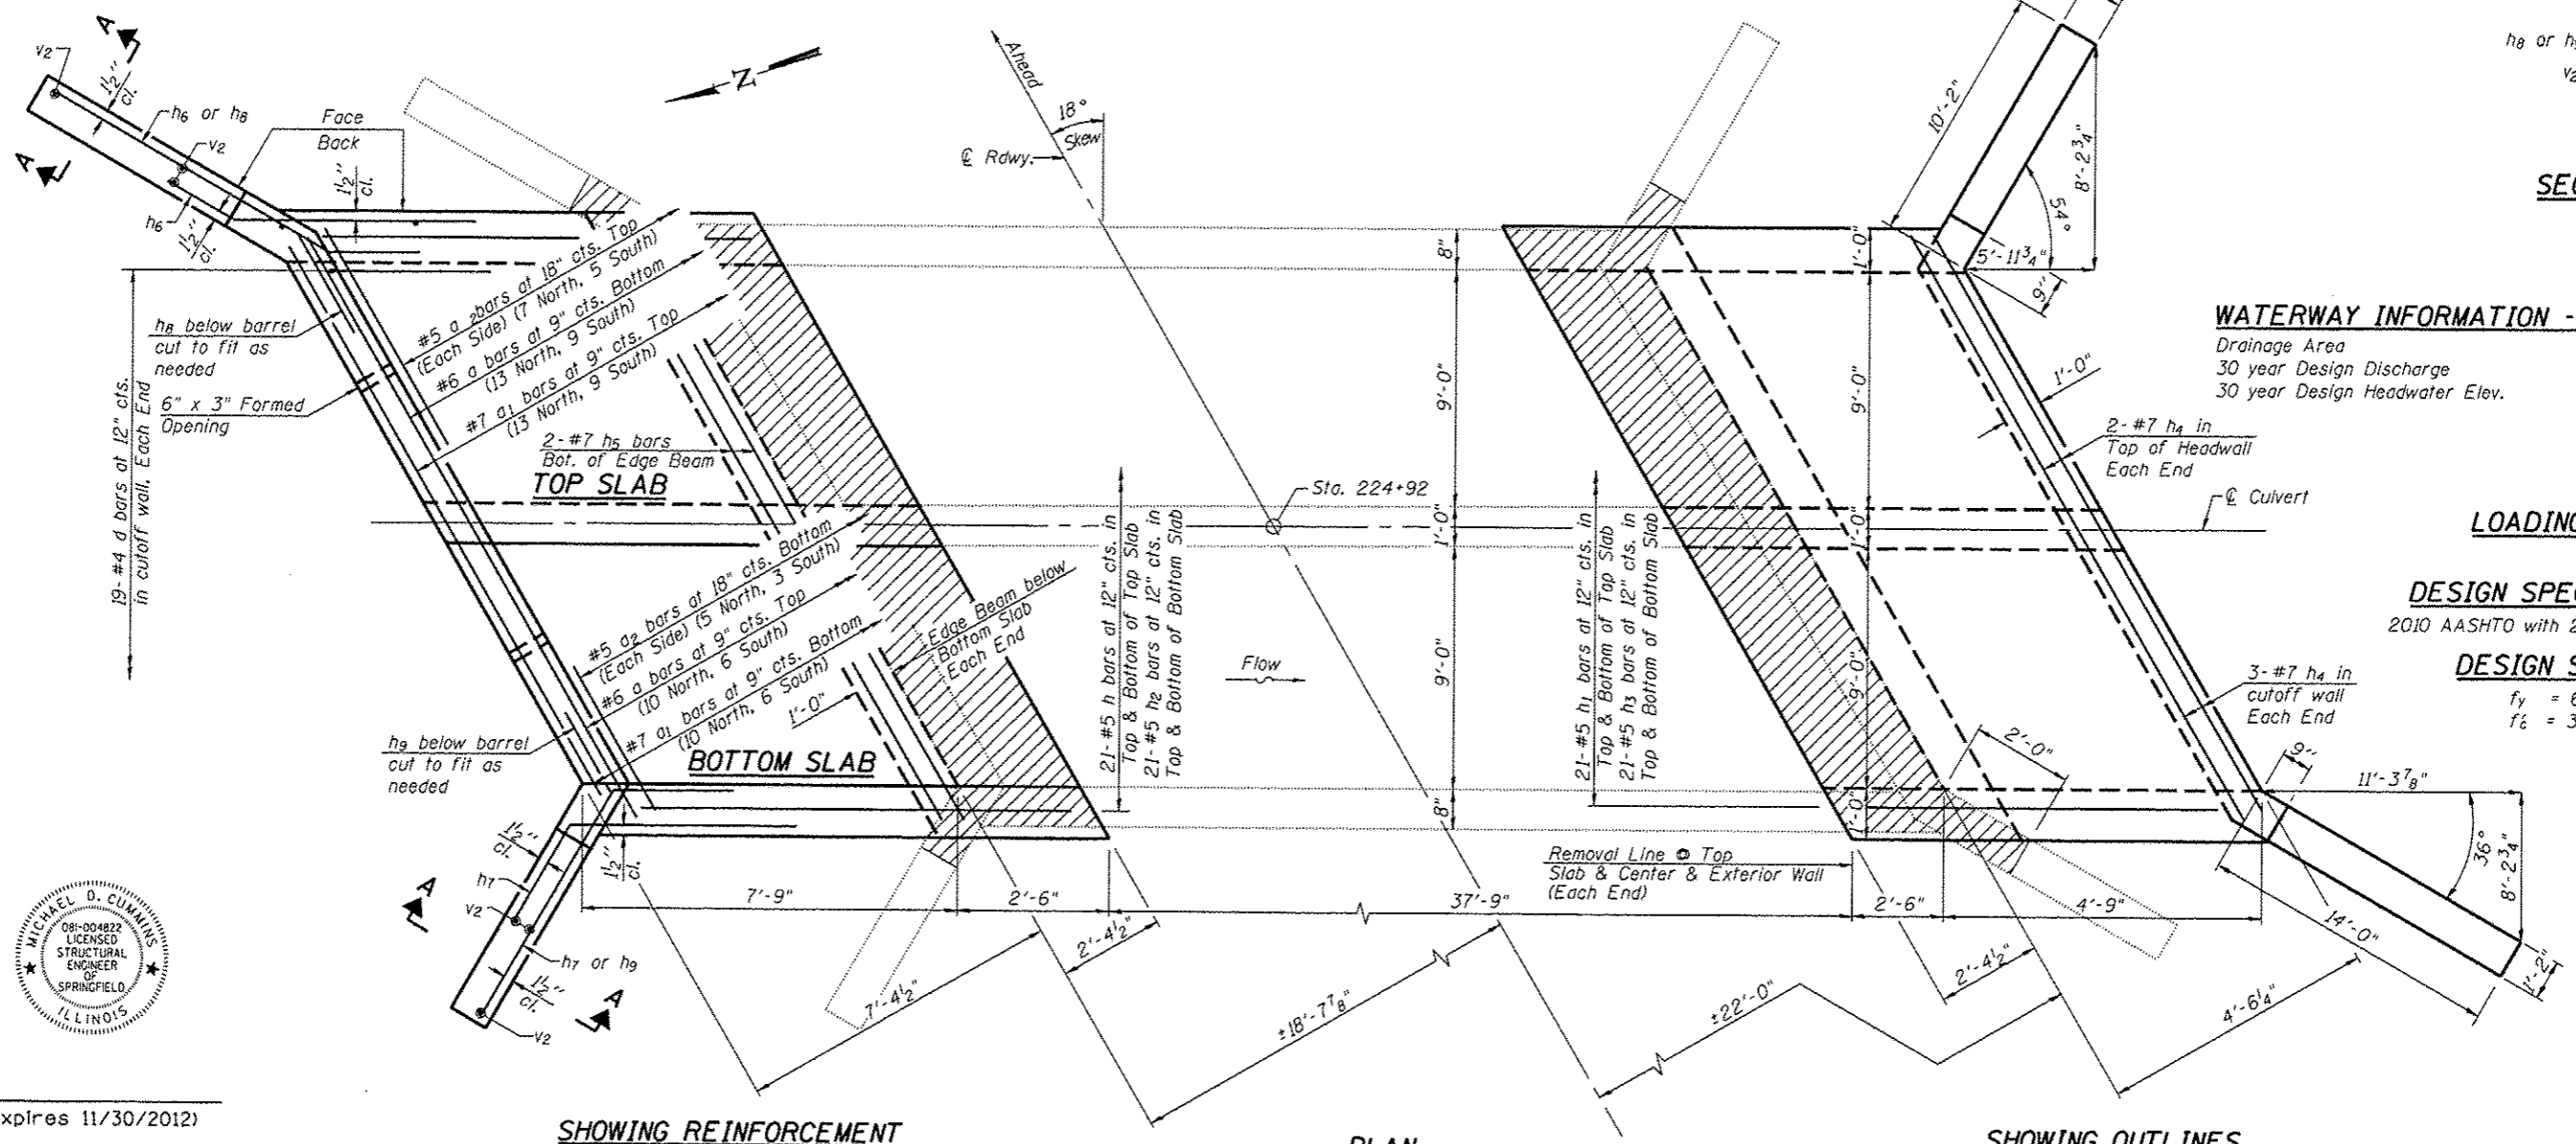 A
A
v2
1½" cl.
h6 or h8
v2
h6
1½" cl.
Face
Back
1½" cl.
Z
Ahead
18°
Skew
℄ Rdwy.
10'-2"
8'-2¾"
54°
5'-11¾"
9"
h8 or h
v2
SE
h8 below barrel
cut to fit as
needed
6" x 3" Formed
Opening
19- #4 d bars at 12" cts.
in cutoff wall, Each End
#5 a2 bars at 18" cts. Top
(Each Side) (7 North, 5 South)
#6 a bars at 9" cts. Bottom
(13 North, 9 South)
#7 a1 bars at 9" cts. Top
(13 North, 9 South)
2- #7 h5 bars
Bot. of Edge Beam
TOP SLAB
8"
9'-0"
1'-0"
9'-0"
8"
1'-0"
9'-0"
1'-0"
9'-0"
1'-0"
Sta. 224+92
1'-0"
2- #7 h4 in
Top of Headwall
Each End
℄ Culvert
WATERWAY INFORMATION -
Drainage Area
30 year Design Discharge
30 year Design Headwater Elev.
LOADING
DESIGN SPE
2010 AASHTO with 2
DESIGN S
fy = 6
f'c = 3
#5 a2 bars at 18" cts. Bottom
(Each Side) (5 North, 3 South)
#6 a bars at 9" cts. Top
(10 North, 6 South)
#7 a1 bars at 9" cts. Bottom
(10 North, 6 South)
1'-0"
Edge Beam below
Bottom Slab
Each End
21- #5 h bars at 12" cts. in
Top & Bottom of Top Slab
21- #5 h2 bars at 12" cts. in
Top & Bottom of Bottom Slab
Flow
21- #5 h1 bars at 12" cts. in
Top & Bottom of Top Slab
21- #5 h3 bars at 12" cts. in
Top & Bottom of Bottom Slab
3- #7 h4 in
cutoff wall
Each End
h9 below barrel
cut to fit as
needed
BOTTOM SLAB
2'-0"
9"
11'-3⅞"
36°
8'-2¾"
14'-0"
1'-2"
Removal Line @ Top
Slab & Center & Exterior Wall
(Each End)
1½" cl.
h7
v2
1½" cl.
h7 or h9
1½" cl.
v2
A
A
7'-9"
2'-6"
37'-9"
2'-6"
4'-9"
7'-4½"
2'-4½"
±18'-7⅞"
±22'-0"
2'-4½"
4'-6¼"
MICHAEL D. CUMMINS
081-004822
LICENSED
STRUCTURAL
ENGINEER
OF
SPRINGFIELD
ILLINOIS
xpires 11/30/2012)
SHOWING REINFORCEMENT
PLAN
SHOWING OUTLINES